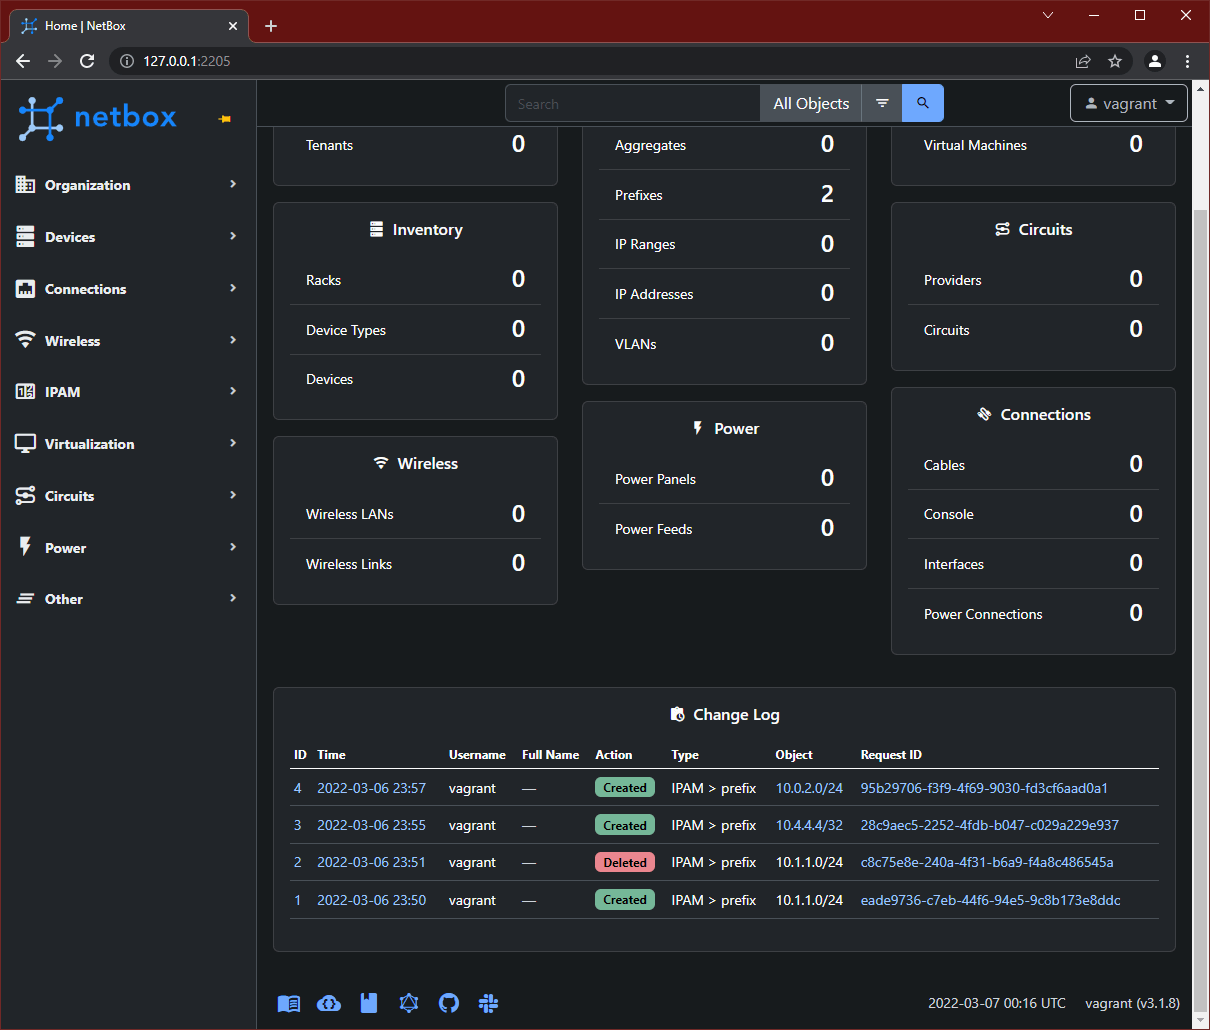 Home | NetBox
127.0.0.1:2205
netbox
Search
All Objects
vagrant
Organization
Devices
Connections
Wireless
IPAM
Virtualization
Circuits
Power
Other
Tenants 0
Inventory
Racks 0
Device Types 0
Devices 0
Wireless
Wireless LANs 0
Wireless Links 0
Aggregates 0
Prefixes 2
IP Ranges 0
IP Addresses 0
VLANs 0
Power
Power Panels 0
Power Feeds 0
Virtual Machines 0
Circuits
Providers 0
Circuits 0
Connections
Cables 0
Console 0
Interfaces 0
Power Connections 0
Change Log
ID Time Username Full Name Action Type Object Request ID
4 2022-03-06 23:57 vagrant — Created IPAM > prefix 10.0.2.0/24 95b29706-f3f9-4f69-9030-fd3cf6aad0a1
3 2022-03-06 23:55 vagrant — Created IPAM > prefix 10.4.4.4/32 28c9aec5-2252-4fdb-b047-c029a229e937
2 2022-03-06 23:51 vagrant — Deleted IPAM > prefix 10.1.1.0/24 c8c75e8e-240a-4f31-b6a9-f4a8c486545a
1 2022-03-06 23:50 vagrant — Created IPAM > prefix 10.1.1.0/24 eade9736-c7eb-44f6-94e5-9c8b173e8ddc
2022-03-07 00:16 UTC vagrant (v3.1.8)